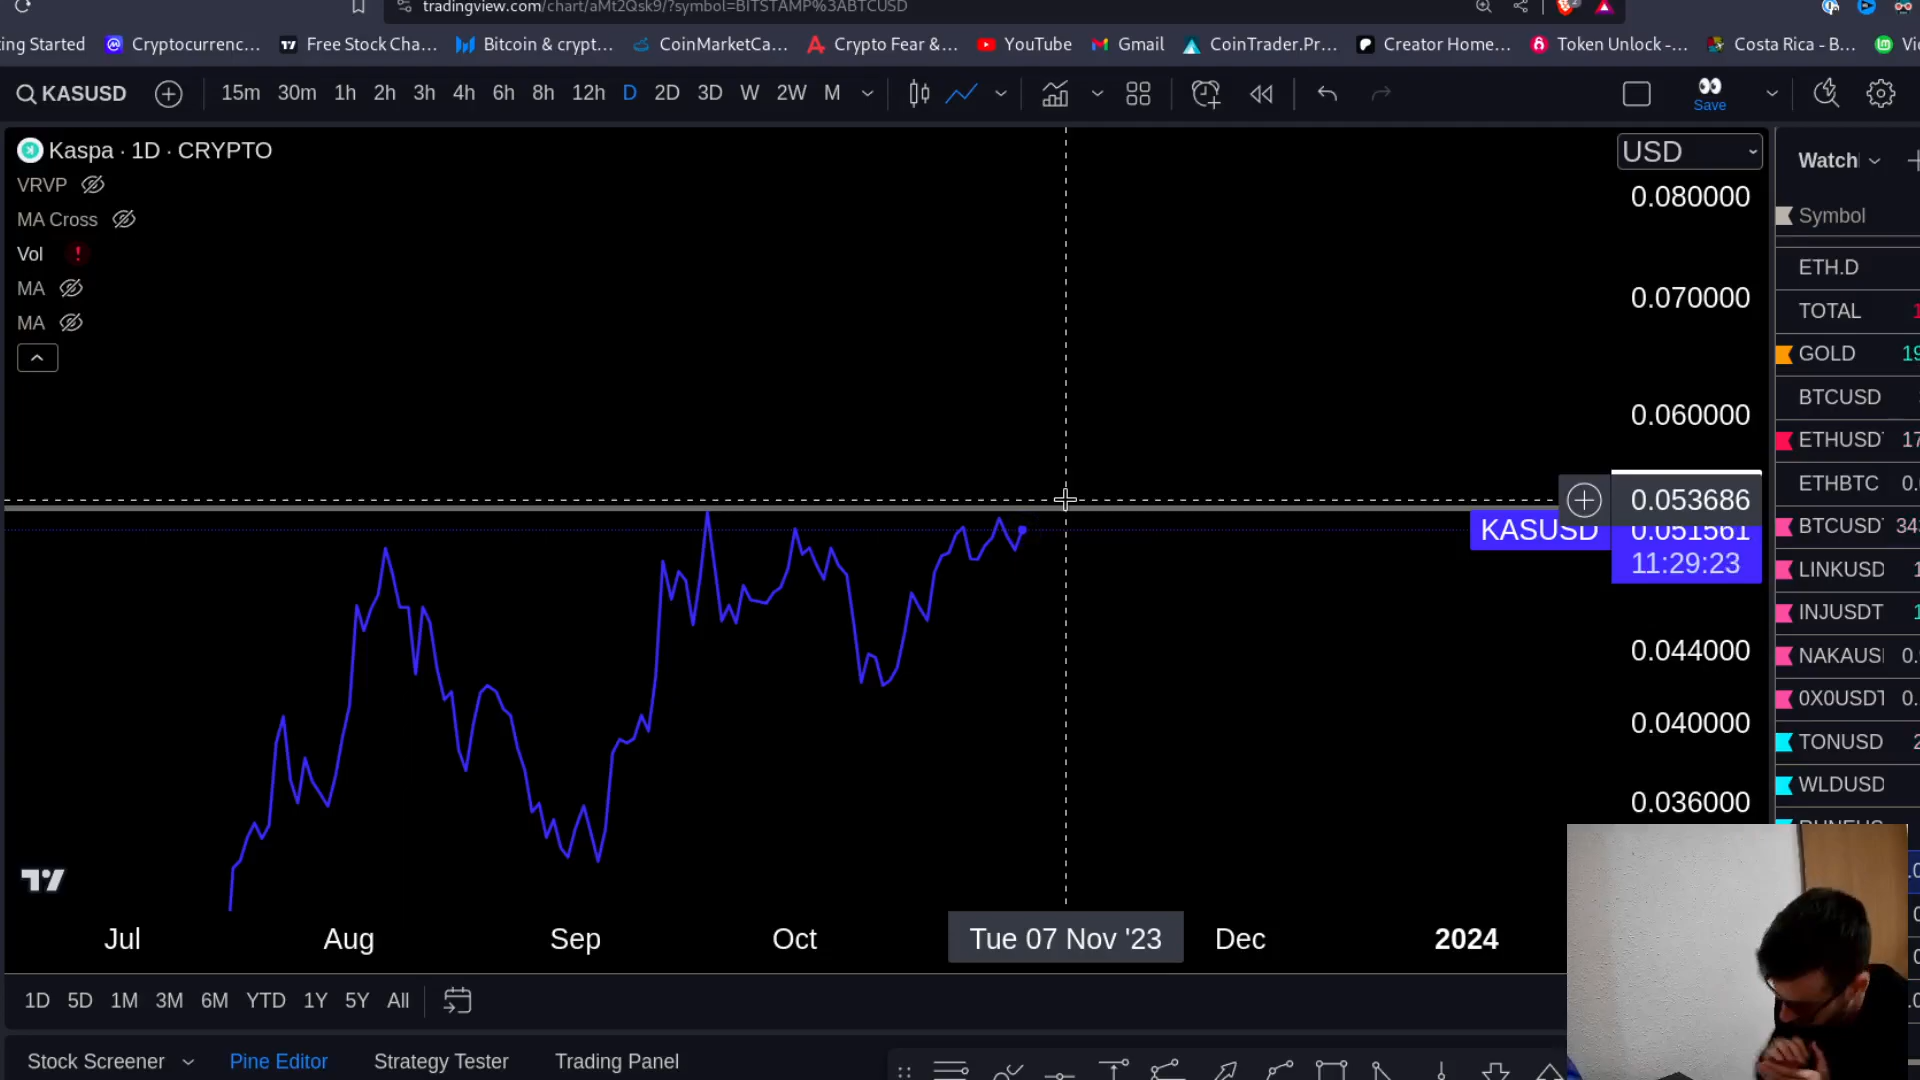 tradingview.com/chart/aMt2Qsk9/?symbol=BITSTAMP%3ABTCUSD
ing Started Cryptocurrenc... Free Stock Cha... Bitcoin & crypt... CoinMarketCa... Crypto Fear &... YouTube Gmail CoinTrader.Pr... Creator Home... Token Unlock -... Costa Rica - B...
KASUSD 15m 30m 1h 2h 3h 4h 6h 8h 12h D 2D 3D W 2W M Save
Kaspa · 1D · CRYPTO
VRVP
MA Cross
Vol
MA
MA
USD
0.080000
0.070000
0.060000
0.053686
KASUSD 0.051561
11:29:23
0.044000
0.040000
0.036000
Watch
Symbol
ETH.D
TOTAL
GOLD
BTCUSD
ETHUSDT
ETHBTC
BTCUSDT
LINKUSD
INJUSDT
NAKAUS
0X0USDT
TONUSD
WLDUSD
Jul Aug Sep Oct Tue 07 Nov '23 Dec 2024
1D 5D 1M 3M 6M YTD 1Y 5Y All
Stock Screener Pine Editor Strategy Tester Trading Panel